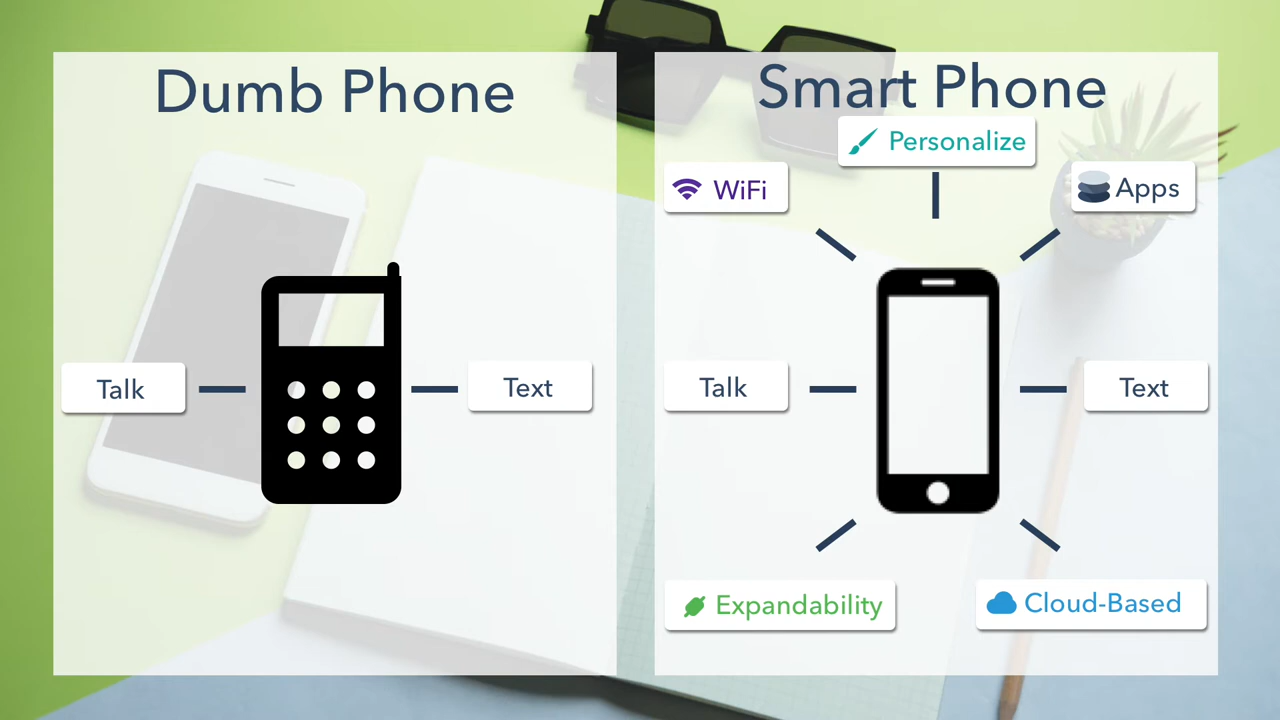 Dumb Phone
Talk
Text
Smart Phone
Personalize
WiFi
Apps
Talk
Text
Expandability
Cloud-Based